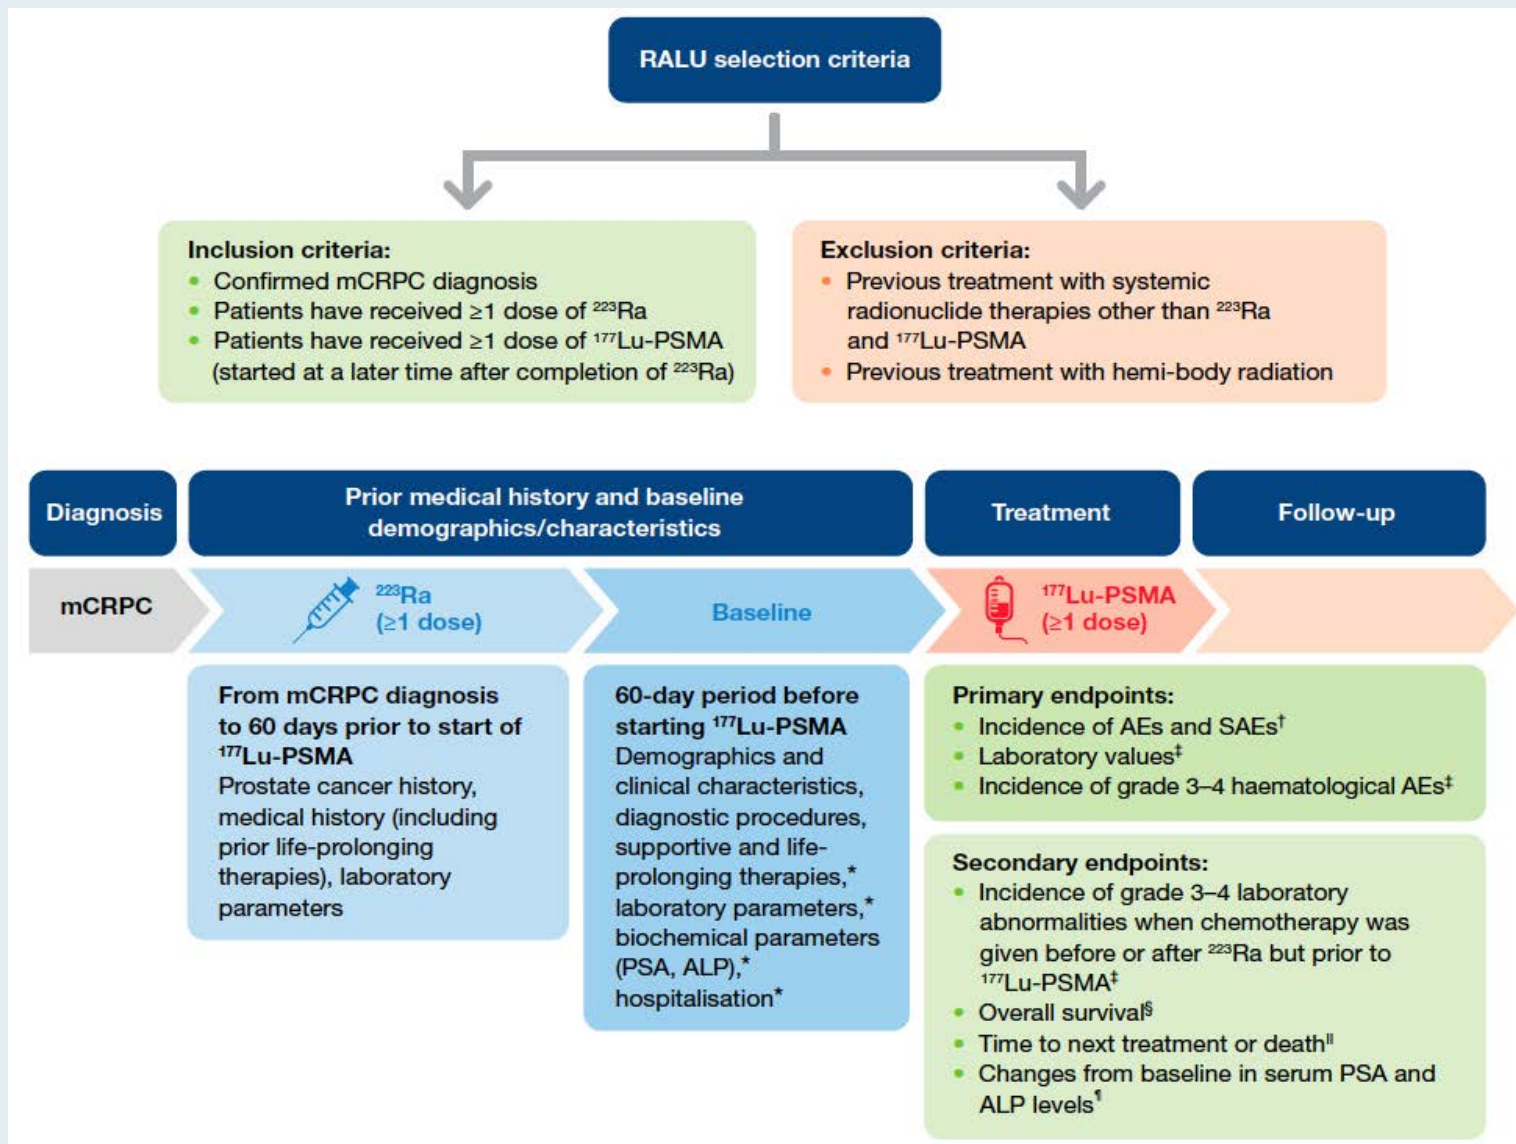 RALU selection criteria
Inclusion criteria:
• Confirmed mCRPC diagnosis
• Patients have received ≥1 dose of ²²³Ra
• Patients have received ≥1 dose of ¹⁷⁷Lu-PSMA
(started at a later time after completion of ²²³Ra)
Exclusion criteria:
• Previous treatment with systemic
radionuclide therapies other than ²²³Ra
and ¹⁷⁷Lu-PSMA
• Previous treatment with hemi-body radiation
Diagnosis
Prior medical history and baseline
demographics/characteristics
Treatment
Follow-up
mCRPC
²²³Ra
(≥1 dose)
Baseline
¹⁷⁷Lu-PSMA
(≥1 dose)
From mCRPC diagnosis
to 60 days prior to start of
¹⁷⁷Lu-PSMA
Prostate cancer history,
medical history (including
prior life-prolonging
therapies), laboratory
parameters
60-day period before
starting ¹⁷⁷Lu-PSMA
Demographics and
clinical characteristics,
diagnostic procedures,
supportive and life-
prolonging therapies,*
laboratory parameters,*
biochemical parameters
(PSA, ALP),*
hospitalisation*
Primary endpoints:
• Incidence of AEs and SAEs†
• Laboratory values‡
• Incidence of grade 3–4 haematological AEs‡
Secondary endpoints:
• Incidence of grade 3–4 laboratory
abnormalities when chemotherapy was
given before or after ²²³Ra but prior to
¹⁷⁷Lu-PSMA‡
• Overall survival§
• Time to next treatment or death‖
• Changes from baseline in serum PSA and
ALP levels¶